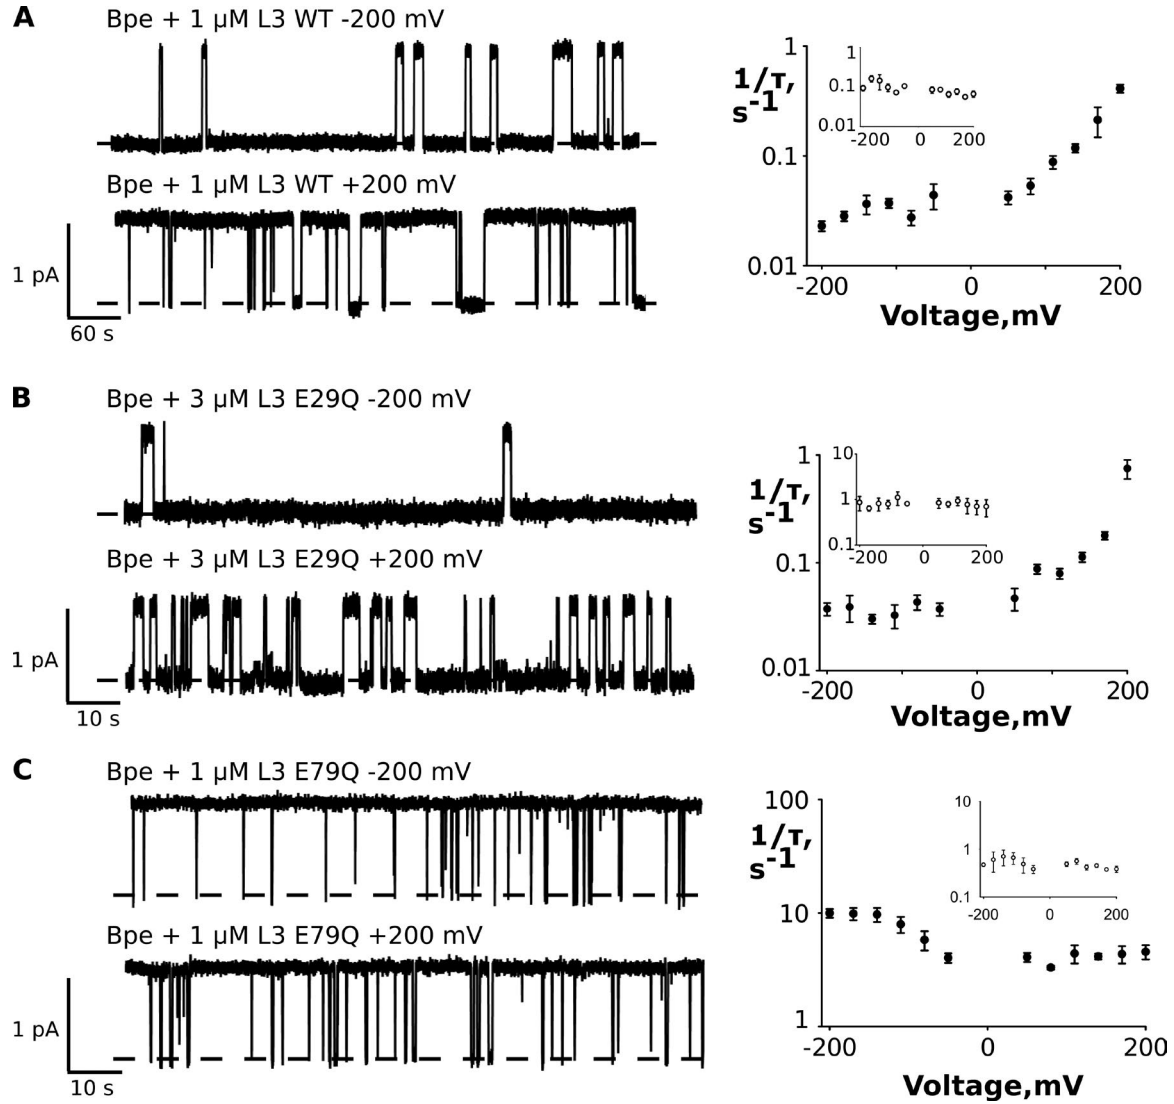 A
Bpe + 1 µM L3 WT -200 mV
Bpe + 1 µM L3 WT +200 mV
1 pA
60 s
1/τ,
s-1
1
0.1
0.01
-200
0
200
Voltage,mV
1
0.1
0.01
-200
0
200
B
Bpe + 3 µM L3 E29Q -200 mV
Bpe + 3 µM L3 E29Q +200 mV
1 pA
10 s
1/τ,
s-1
1
0.1
0.01
-200
0
200
Voltage,mV
10
1
0.1
-200
0
200
C
Bpe + 1 µM L3 E79Q -200 mV
Bpe + 1 µM L3 E79Q +200 mV
1 pA
10 s
1/τ,
s-1
100
10
1
-200
0
200
Voltage,mV
10
1
0.1
-200
0
200